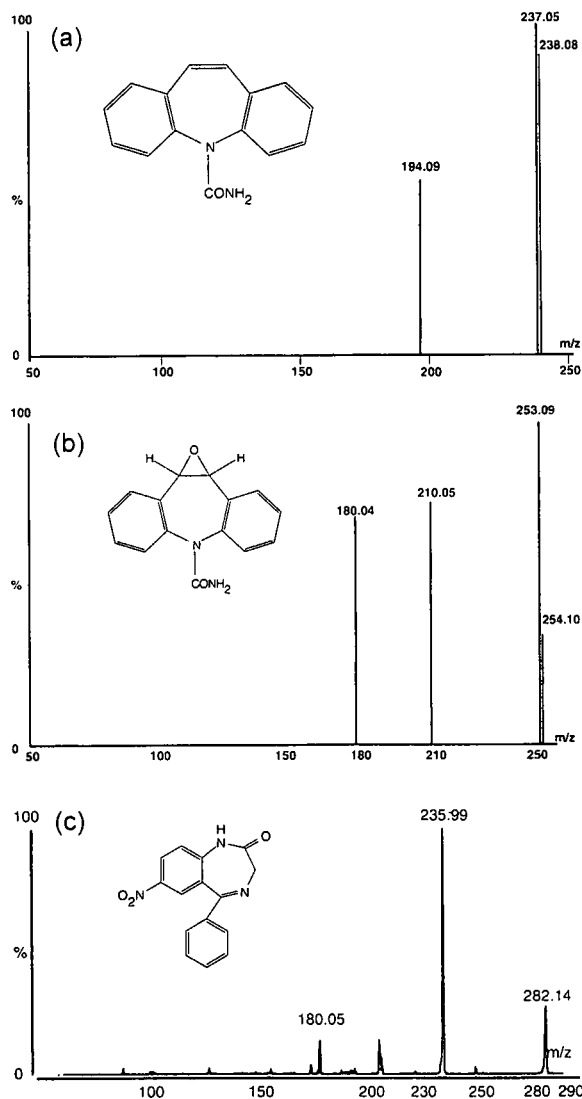 100
(a)
237.05
238.08
N
CONH2
194.09
%
0
m/z
50 100 150 200 250
100
(b)
253.09
H O H
180.04
210.05
N
CONH2
%
254.10
0
m/z
50 100 150 180 210 250
100
(c)
235.99
H
N O
O2N
N
%
180.05
282.14
m/z
0
100 150 200 230 250 280 290